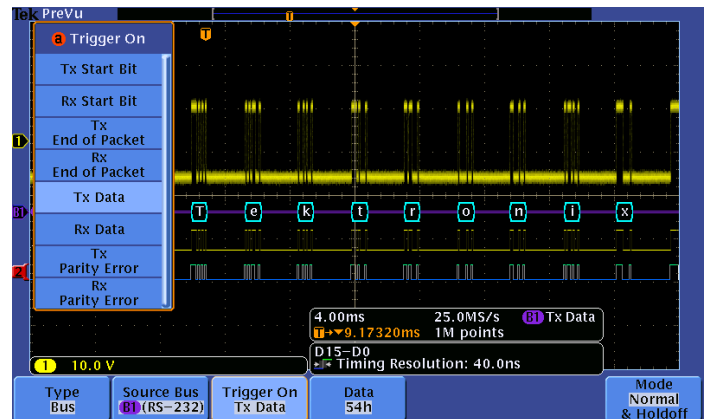 Tek PreVu
T
a Trigger On
T
Tx Start Bit
Rx Start Bit
Tx
End of Packet
Rx
End of Packet
Tx Data
Rx Data
Tx
Parity Error
Rx
Parity Error
1
B1
2
T e k t r o n i x
4.00ms 25.0MS/s B1 Tx Data
T→▼9.17320ms 1M points
D15-D0
Timing Resolution: 40.0ns
1 10.0 V
Type
Bus
Source Bus
B1 (RS-232)
Trigger On
Tx Data
Data
54h
Mode
Normal
& Holdoff